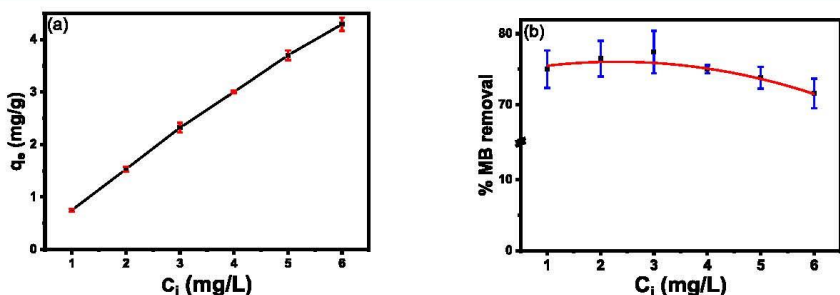 (a)
4
3
2
1
0
1 2 3 4 5 6
qₑ (mg/g)
Cᵢ (mg/L)
(b)
80
70
10
0
1 2 3 4 5 6
% MB removal
Cᵢ (mg/L)